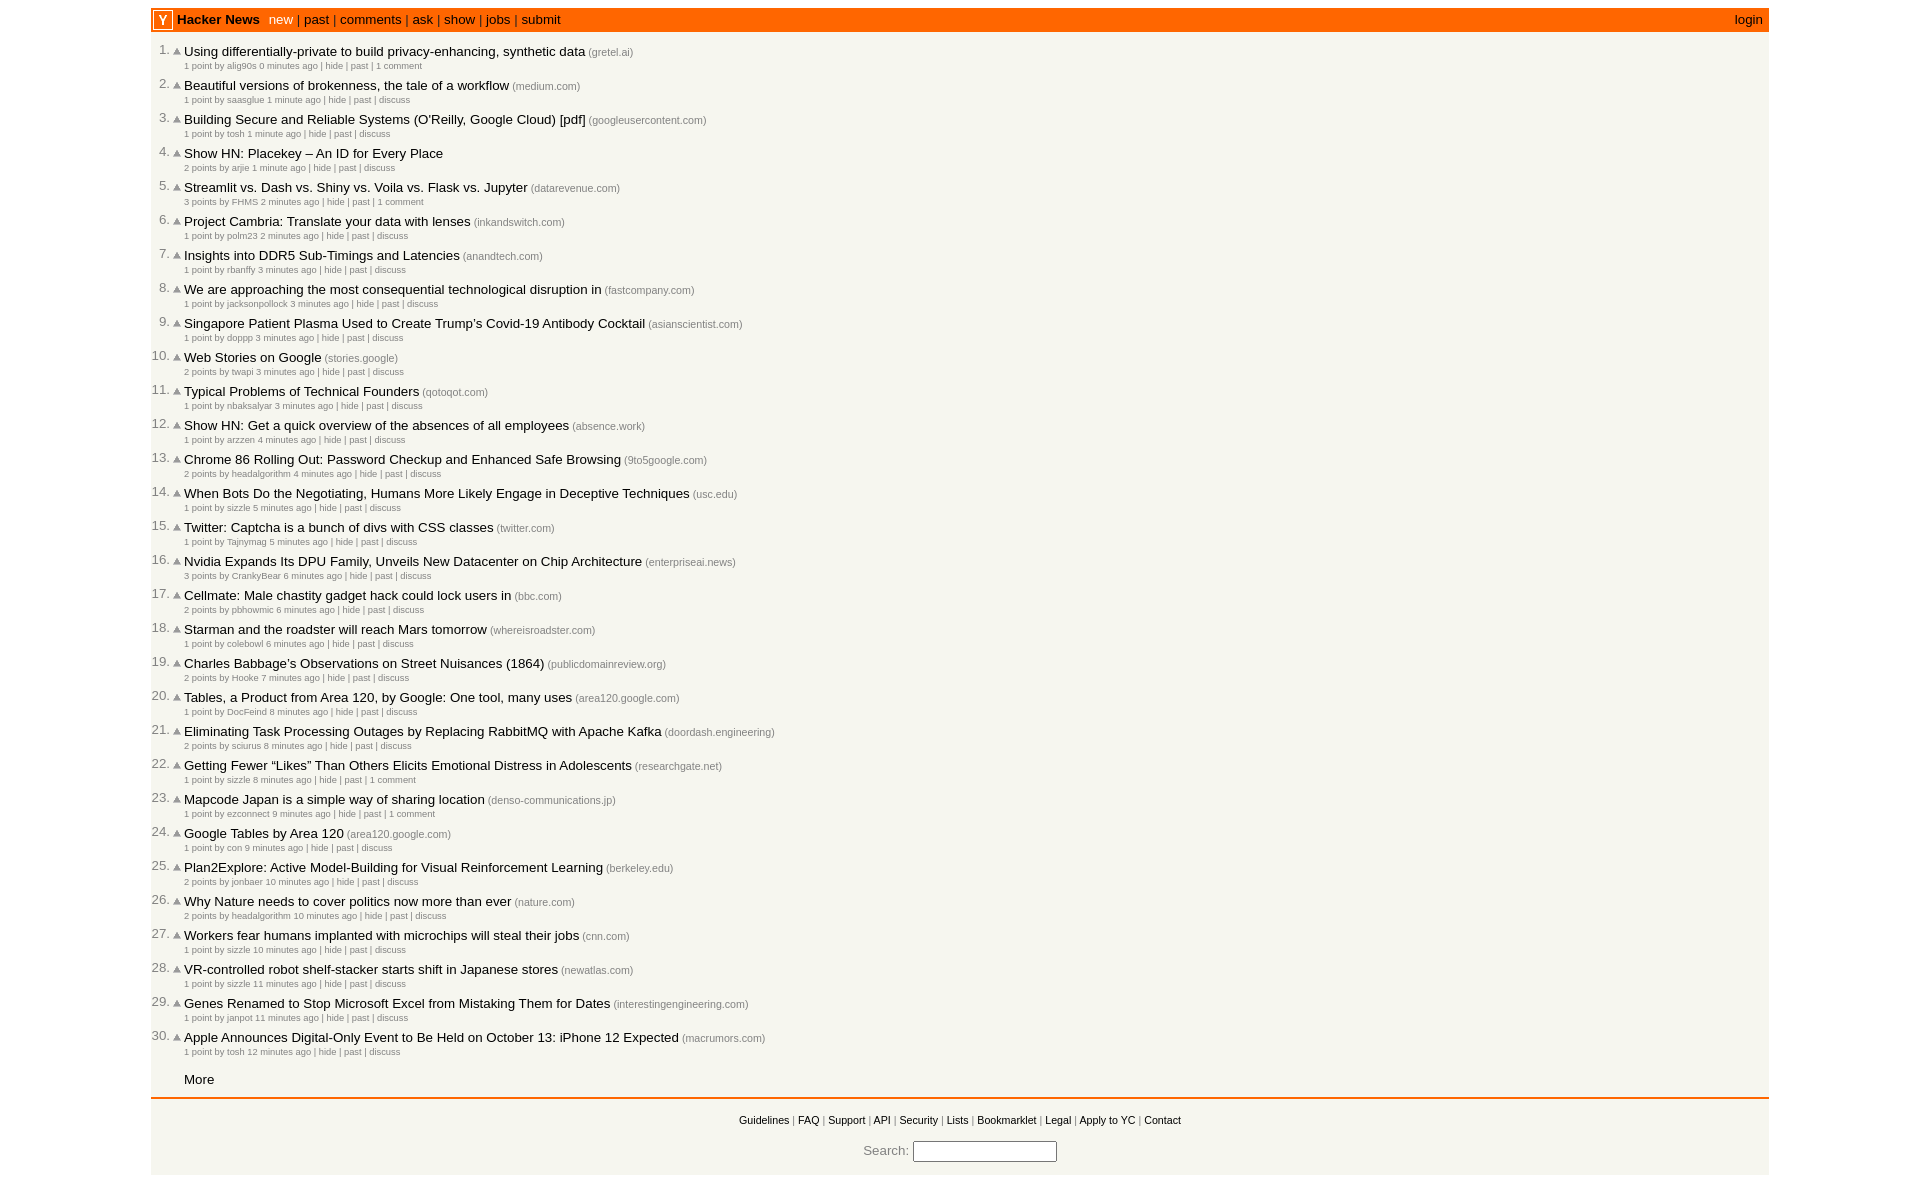 Y Hacker News new | past | comments | ask | show | jobs | submit login
1. Using differentially-private to build privacy-enhancing, synthetic data (gretel.ai)
1 point by alig90s 0 minutes ago | hide | past | 1 comment
2. Beautiful versions of brokenness, the tale of a workflow (medium.com)
1 point by saasglue 1 minute ago | hide | past | discuss
3. Building Secure and Reliable Systems (O'Reilly, Google Cloud) [pdf] (googleusercontent.com)
1 point by tosh 1 minute ago | hide | past | discuss
4. Show HN: Placekey – An ID for Every Place
2 points by arjie 1 minute ago | hide | past | discuss
5. Streamlit vs. Dash vs. Shiny vs. Voila vs. Flask vs. Jupyter (datarevenue.com)
3 points by FHMS 2 minutes ago | hide | past | 1 comment
6. Project Cambria: Translate your data with lenses (inkandswitch.com)
1 point by polm23 2 minutes ago | hide | past | discuss
7. Insights into DDR5 Sub-Timings and Latencies (anandtech.com)
1 point by rbanffy 3 minutes ago | hide | past | discuss
8. We are approaching the most consequential technological disruption in (fastcompany.com)
1 point by jacksonpollock 3 minutes ago | hide | past | discuss
9. Singapore Patient Plasma Used to Create Trump’s Covid-19 Antibody Cocktail (asianscientist.com)
1 point by doppp 3 minutes ago | hide | past | discuss
10. Web Stories on Google (stories.google)
2 points by twapi 3 minutes ago | hide | past | discuss
11. Typical Problems of Technical Founders (qotoqot.com)
1 point by nbaksalyar 3 minutes ago | hide | past | discuss
12. Show HN: Get a quick overview of the absences of all employees (absence.work)
1 point by arzzen 4 minutes ago | hide | past | discuss
13. Chrome 86 Rolling Out: Password Checkup and Enhanced Safe Browsing (9to5google.com)
2 points by headalgorithm 4 minutes ago | hide | past | discuss
14. When Bots Do the Negotiating, Humans More Likely Engage in Deceptive Techniques (usc.edu)
1 point by sizzle 5 minutes ago | hide | past | discuss
15. Twitter: Captcha is a bunch of divs with CSS classes (twitter.com)
1 point by Tajnymag 5 minutes ago | hide | past | discuss
16. Nvidia Expands Its DPU Family, Unveils New Datacenter on Chip Architecture (enterpriseai.news)
3 points by CrankyBear 6 minutes ago | hide | past | discuss
17. Cellmate: Male chastity gadget hack could lock users in (bbc.com)
2 points by pbhowmic 6 minutes ago | hide | past | discuss
18. Starman and the roadster will reach Mars tomorrow (whereisroadster.com)
1 point by colebowl 6 minutes ago | hide | past | discuss
19. Charles Babbage’s Observations on Street Nuisances (1864) (publicdomainreview.org)
2 points by Hooke 7 minutes ago | hide | past | discuss
20. Tables, a Product from Area 120, by Google: One tool, many uses (area120.google.com)
1 point by DocFeind 8 minutes ago | hide | past | discuss
21. Eliminating Task Processing Outages by Replacing RabbitMQ with Apache Kafka (doordash.engineering)
2 points by sciurus 8 minutes ago | hide | past | discuss
22. Getting Fewer “Likes” Than Others Elicits Emotional Distress in Adolescents (researchgate.net)
1 point by sizzle 8 minutes ago | hide | past | 1 comment
23. Mapcode Japan is a simple way of sharing location (denso-communications.jp)
1 point by ezconnect 9 minutes ago | hide | past | 1 comment
24. Google Tables by Area 120 (area120.google.com)
1 point by con 9 minutes ago | hide | past | discuss
25. Plan2Explore: Active Model-Building for Visual Reinforcement Learning (berkeley.edu)
2 points by jonbaer 10 minutes ago | hide | past | discuss
26. Why Nature needs to cover politics now more than ever (nature.com)
2 points by headalgorithm 10 minutes ago | hide | past | discuss
27. Workers fear humans implanted with microchips will steal their jobs (cnn.com)
1 point by sizzle 10 minutes ago | hide | past | discuss
28. VR-controlled robot shelf-stacker starts shift in Japanese stores (newatlas.com)
1 point by sizzle 11 minutes ago | hide | past | discuss
29. Genes Renamed to Stop Microsoft Excel from Mistaking Them for Dates (interestingengineering.com)
1 point by janpot 11 minutes ago | hide | past | discuss
30. Apple Announces Digital-Only Event to Be Held on October 13: iPhone 12 Expected (macrumors.com)
1 point by tosh 12 minutes ago | hide | past | discuss
More
Guidelines | FAQ | Support | API | Security | Lists | Bookmarklet | Legal | Apply to YC | Contact
Search: